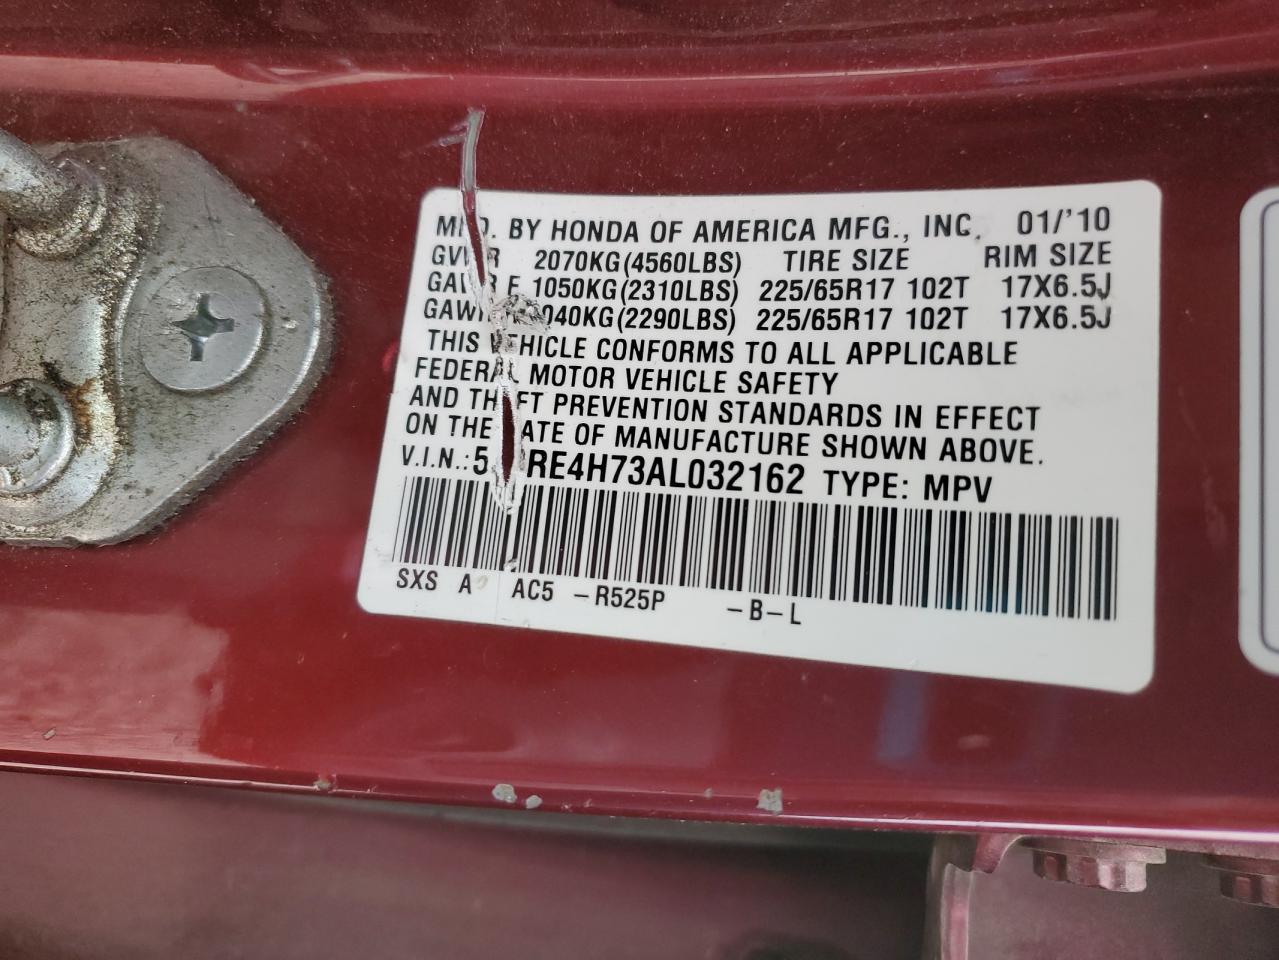 BY HONDA OF AMERICA MFG., INC. 01/'10
2070KG(4560LBS) TIRE SIZE RIM SIZE
F 1050KG(2310LBS) 225/65R17 102T 17X6.5J
040KG(2290LBS) 225/65R17 102T 17X6.5J
THIS VEHICLE CONFORMS TO ALL APPLICABLE
FEDERAL MOTOR VEHICLE SAFETY
AND THEFT PREVENTION STANDARDS IN EFFECT
ON THE DATE OF MANUFACTURE SHOWN ABOVE.
V.I.N.: 5 RE4H73AL032162 TYPE: MPV
SXS A AC5 -R525P -B-L